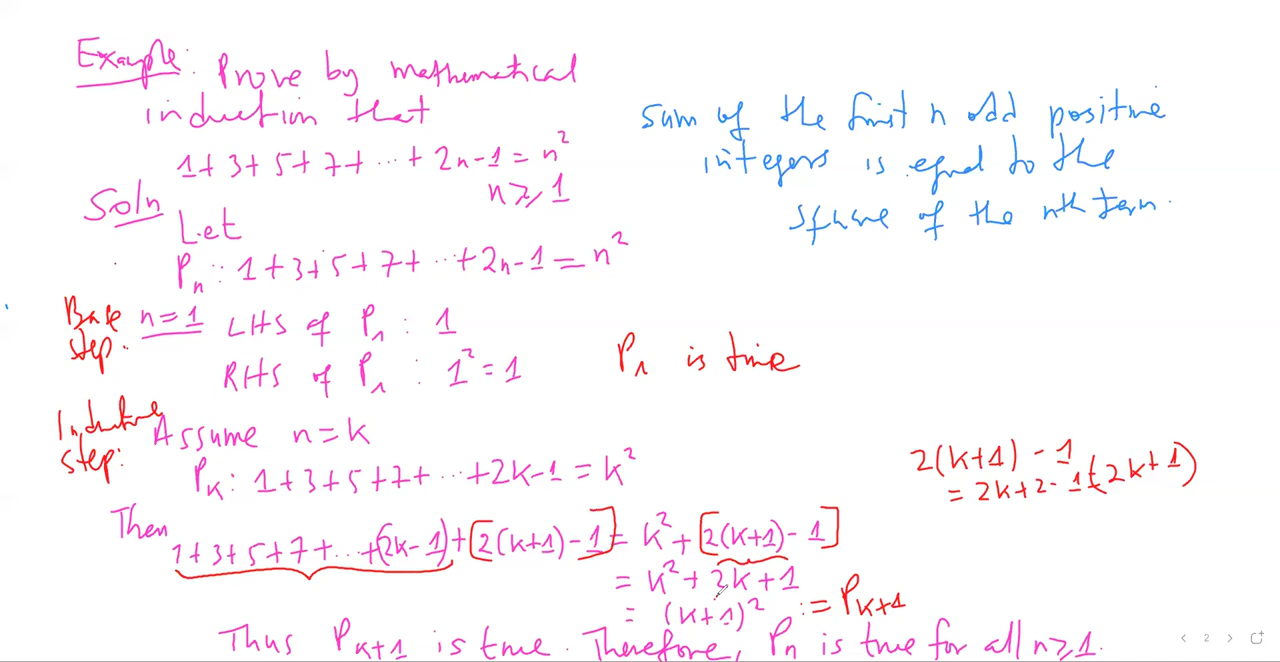 Example: Prove by mathematical
induction that
1+3+5+7+...+ 2n-1 = n²
n≥1
sum of the first n odd positive
integers is equal to the
square of the nth term.
Soln
Let
Pn: 1+3+5+7+...+2n-1 = n²
Base step: n=1 LHS of P1: 1
RHS of P1: 1² = 1
P1 is true
Inductive step: Assume n=k
Pk: 1+3+5+7+...+2k-1 = k²
2(k+1)-1
= 2k+2-1 = 2k+1
Then
1+3+5+7+...+(2k-1)+[2(k+1)-1] = k²+[2(k+1)-1]
= k²+2k+1
= (k+1)² := Pk+1
Thus Pk+1 is true. Therefore, Pn is true for all n≥1.
2